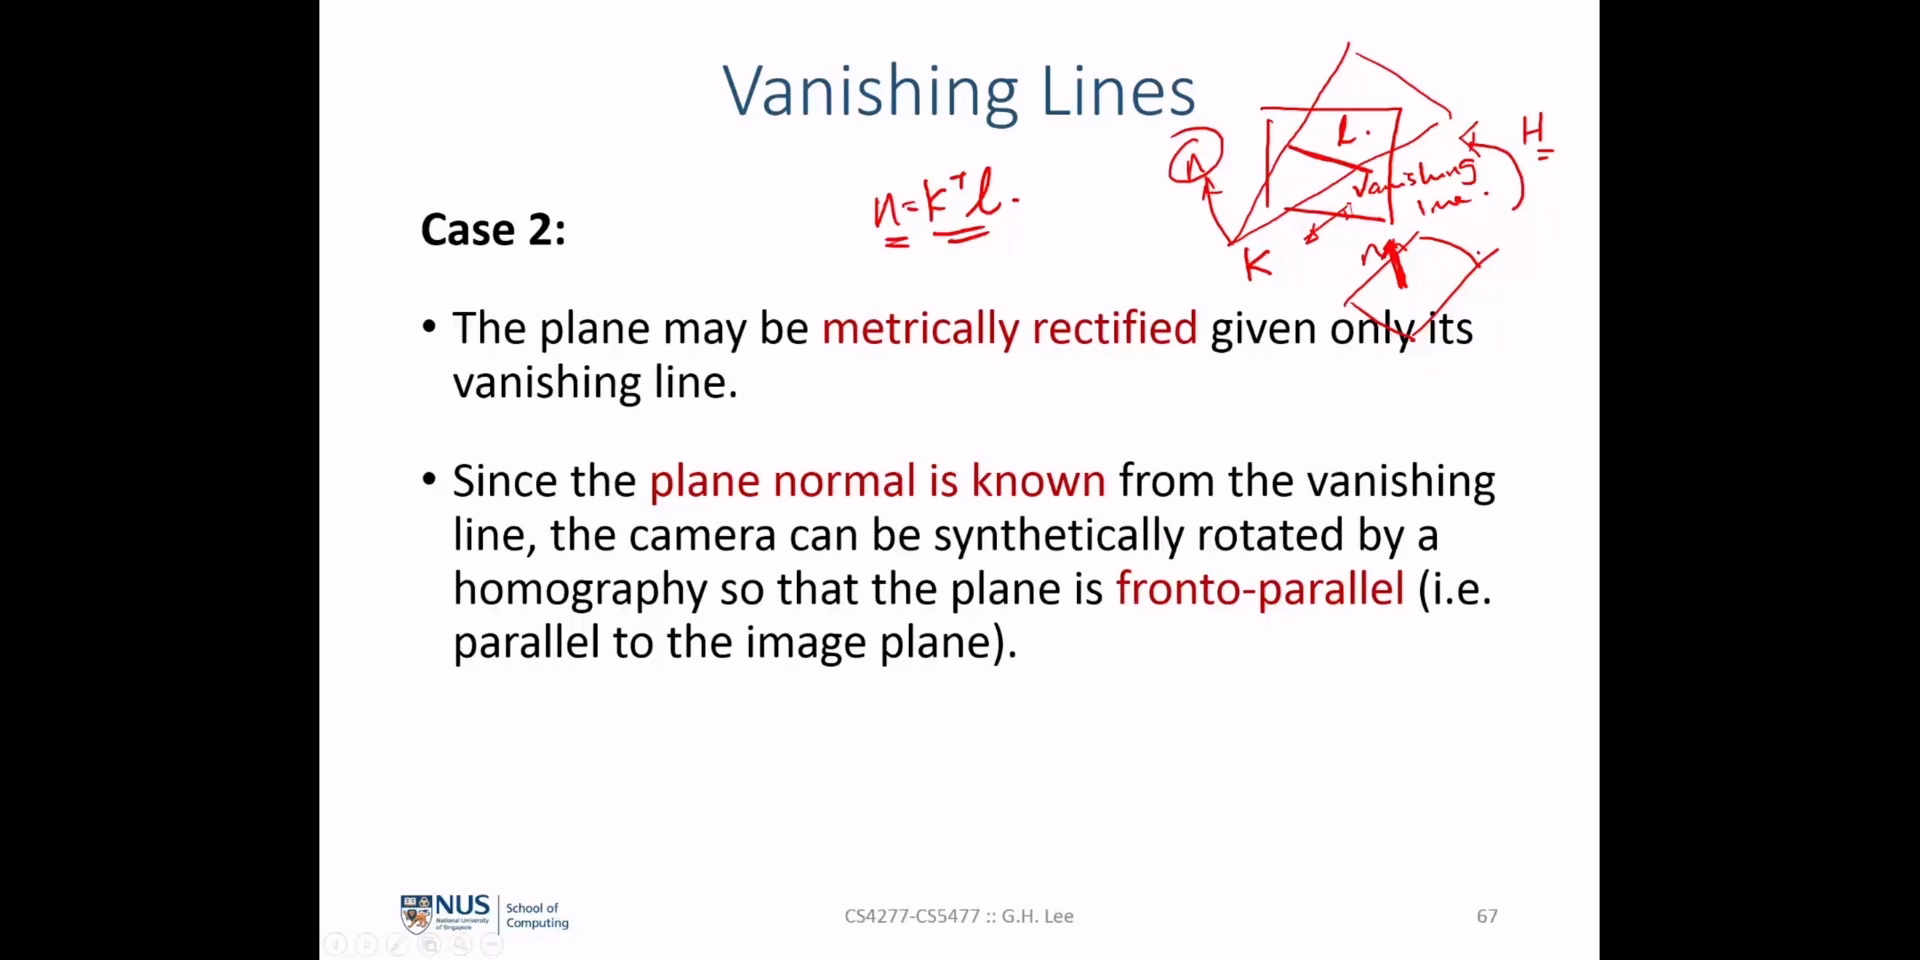 Vanishing Lines
n = K^T l.
l.
H
n
vanishing
line.
K
n
Case 2:
• The plane may be metrically rectified given only its
vanishing line.
• Since the plane normal is known from the vanishing
line, the camera can be synthetically rotated by a
homography so that the plane is fronto-parallel (i.e.
parallel to the image plane).
NUS
National University
of Singapore
School of
Computing
CS4277-CS5477 :: G.H. Lee
67